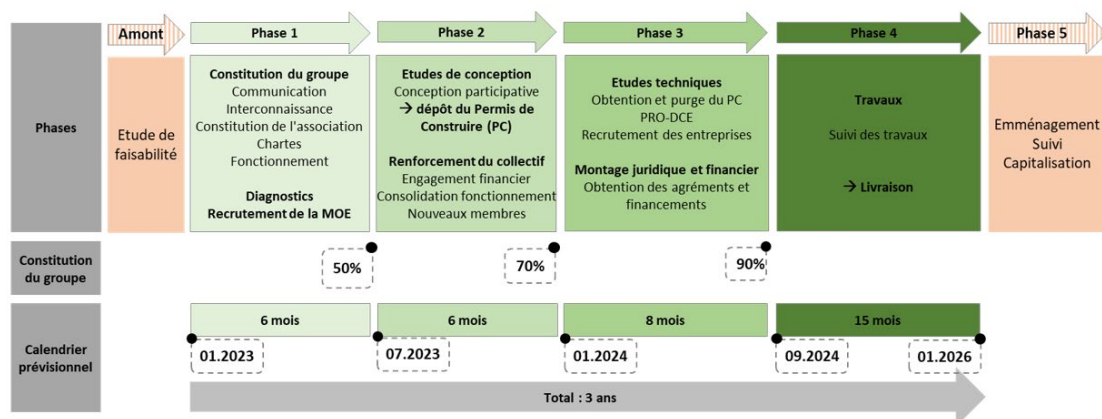 Amont
Phase 1
Phase 2
Phase 3
Phase 4
Phase 5
Phases
Etude de
faisabilité
Constitution du groupe
Communication
Interconnaissance
Constitution de l'association
Chartes
Fonctionnement
Diagnostics
Recrutement de la MOE
Etudes de conception
Conception participative
→ dépôt du Permis de
Construire (PC)
Renforcement du collectif
Engagement financier
Consolidation fonctionnement
Nouveaux membres
Etudes techniques
Obtention et purge du PC
PRO-DCE
Recrutement des entreprises
Montage juridique et financier
Obtention des agréments et
financements
Travaux
Suivi des travaux
→ Livraison
Emménagement
Suivi
Capitalisation
Constitution
du groupe
50%
70%
90%
Calendrier
prévisionnel
6 mois
6 mois
8 mois
15 mois
01.2023
07.2023
01.2024
09.2024
01.2026
Total : 3 ans